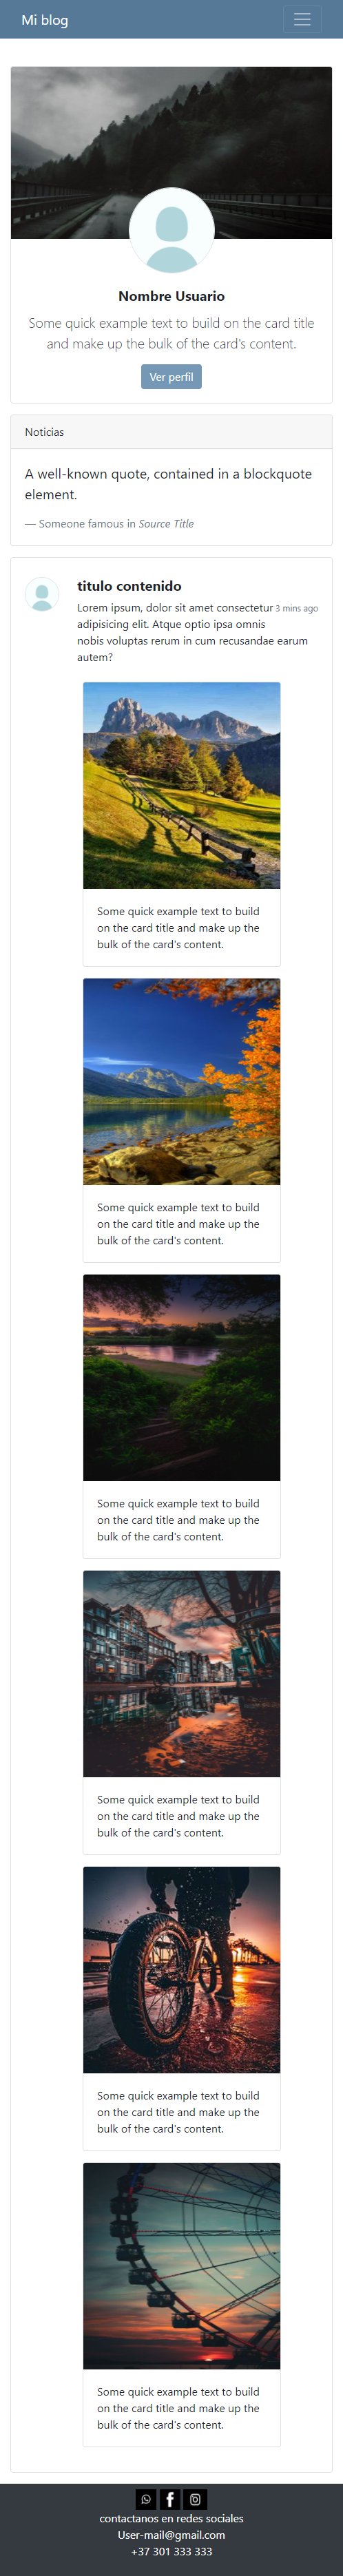 Mi blog
Nombre Usuario
Some quick example text to build on the card title
and make up the bulk of the card's content.
Ver perfil
Noticias
A well-known quote, contained in a blockquote
element.
— Someone famous in Source Title
titulo contenido
Lorem ipsum, dolor sit amet consectetur 3 mins ago
adipisicing elit. Atque optio ipsa omnis
nobis voluptas rerum in cum recusandae earum
autem?
Some quick example text to build
on the card title and make up the
bulk of the card's content.
Some quick example text to build
on the card title and make up the
bulk of the card's content.
Some quick example text to build
on the card title and make up the
bulk of the card's content.
Some quick example text to build
on the card title and make up the
bulk of the card's content.
Some quick example text to build
on the card title and make up the
bulk of the card's content.
Some quick example text to build
on the card title and make up the
bulk of the card's content.
contactanos en redes sociales
User-mail@gmail.com
+37 301 333 333